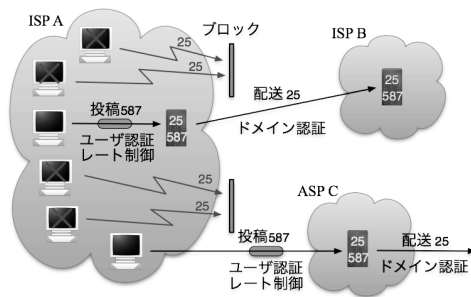 ISP A
ブロック
25
25
ISP B
25
587
投稿587
25
587
ユーザ認証
レート制御
配送 25
ドメイン認証
25
25
ASP C
投稿587
ユーザ認証
レート制御
25
587
配送 25
ドメイン認証